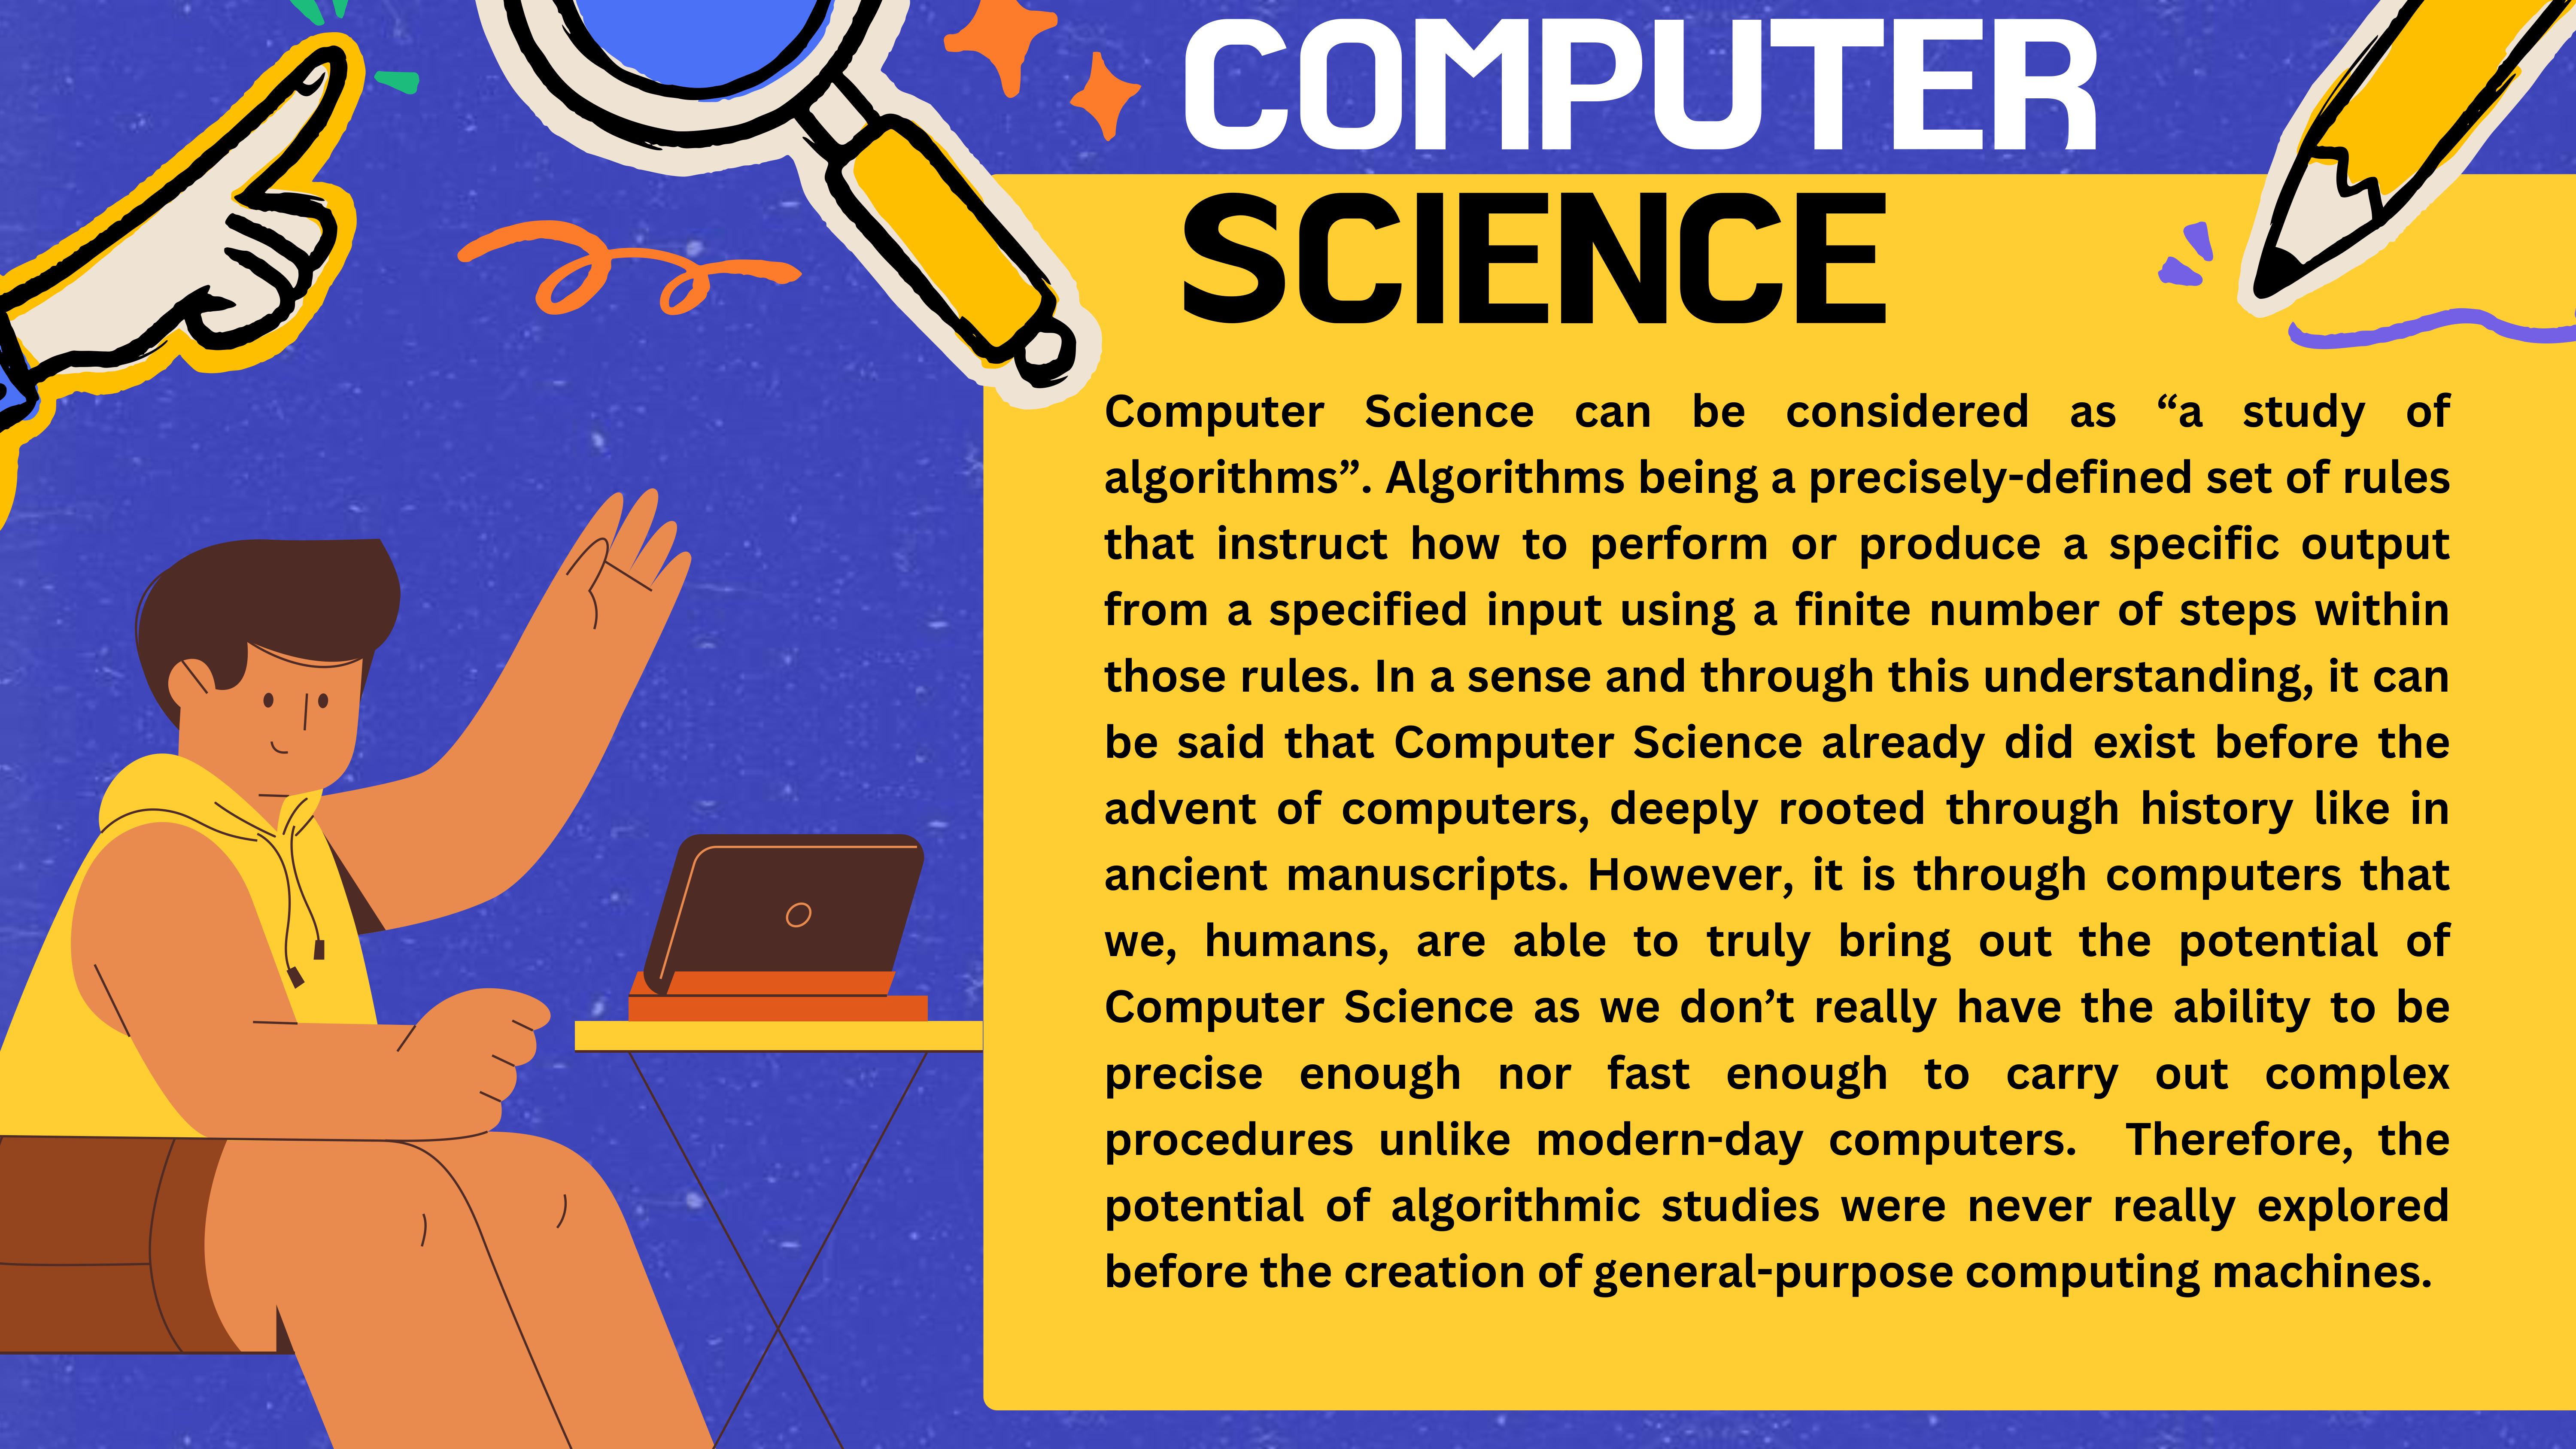 COMPUTER
SCIENCE
Computer Science can be considered as “a study of
algorithms”. Algorithms being a precisely-defined set of rules
that instruct how to perform or produce a specific output
from a specified input using a finite number of steps within
those rules. In a sense and through this understanding, it can
be said that Computer Science already did exist before the
advent of computers, deeply rooted through history like in
ancient manuscripts. However, it is through computers that
we, humans, are able to truly bring out the potential of
Computer Science as we don’t really have the ability to be
precise enough nor fast enough to carry out complex
procedures unlike modern-day computers.  Therefore, the
potential of algorithmic studies were never really explored
before the creation of general-purpose computing machines.